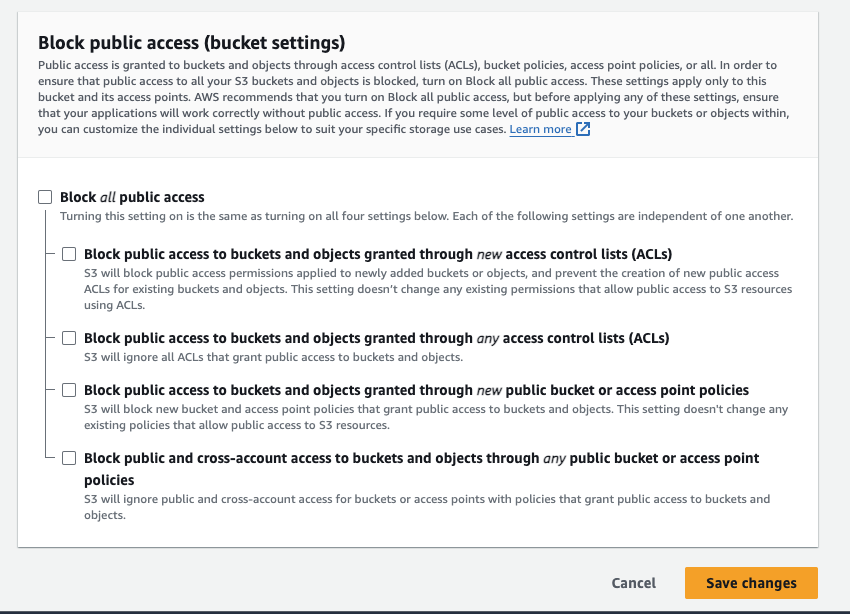 Block public access (bucket settings)
Public access is granted to buckets and objects through access control lists (ACLs), bucket policies, access point policies, or all. In order to
ensure that public access to all your S3 buckets and objects is blocked, turn on Block all public access. These settings apply only to this
bucket and its access points. AWS recommends that you turn on Block all public access, but before applying any of these settings, ensure
that your applications will work correctly without public access. If you require some level of public access to your buckets or objects within,
you can customize the individual settings below to suit your specific storage use cases. Learn more
Block all public access
Turning this setting on is the same as turning on all four settings below. Each of the following settings are independent of one another.
Block public access to buckets and objects granted through new access control lists (ACLs)
S3 will block public access permissions applied to newly added buckets or objects, and prevent the creation of new public access
ACLs for existing buckets and objects. This setting doesn't change any existing permissions that allow public access to S3 resources
using ACLs.
Block public access to buckets and objects granted through any access control lists (ACLs)
S3 will ignore all ACLs that grant public access to buckets and objects.
Block public access to buckets and objects granted through new public bucket or access point policies
S3 will block new bucket and access point policies that grant public access to buckets and objects. This setting doesn't change any
existing policies that allow public access to S3 resources.
Block public and cross-account access to buckets and objects through any public bucket or access point
policies
S3 will ignore public and cross-account access for buckets or access points with policies that grant public access to buckets and
objects.
Cancel
Save changes